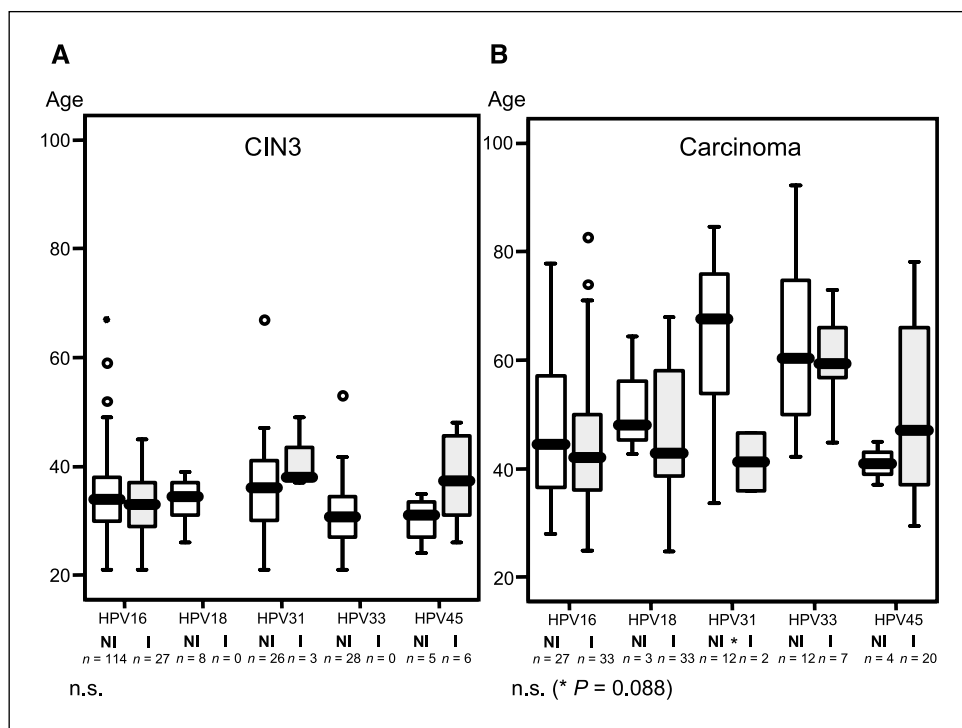 A
Age
CIN3
100
80
60
40
20
HPV16 HPV18 HPV31 HPV33 HPV45
NI I NI I NI I NI I NI I
n = 114 n = 27 n = 8 n = 0 n = 26 n = 3 n = 28 n = 0 n = 5 n = 6
n.s.
B
Age
Carcinoma
100
80
60
40
20
HPV16 HPV18 HPV31 HPV33 HPV45
NI I NI I NI * I NI I NI I
n = 27 n = 33 n = 3 n = 33 n = 12 n = 2 n = 12 n = 7 n = 4 n = 20
n.s. (* P = 0.088)